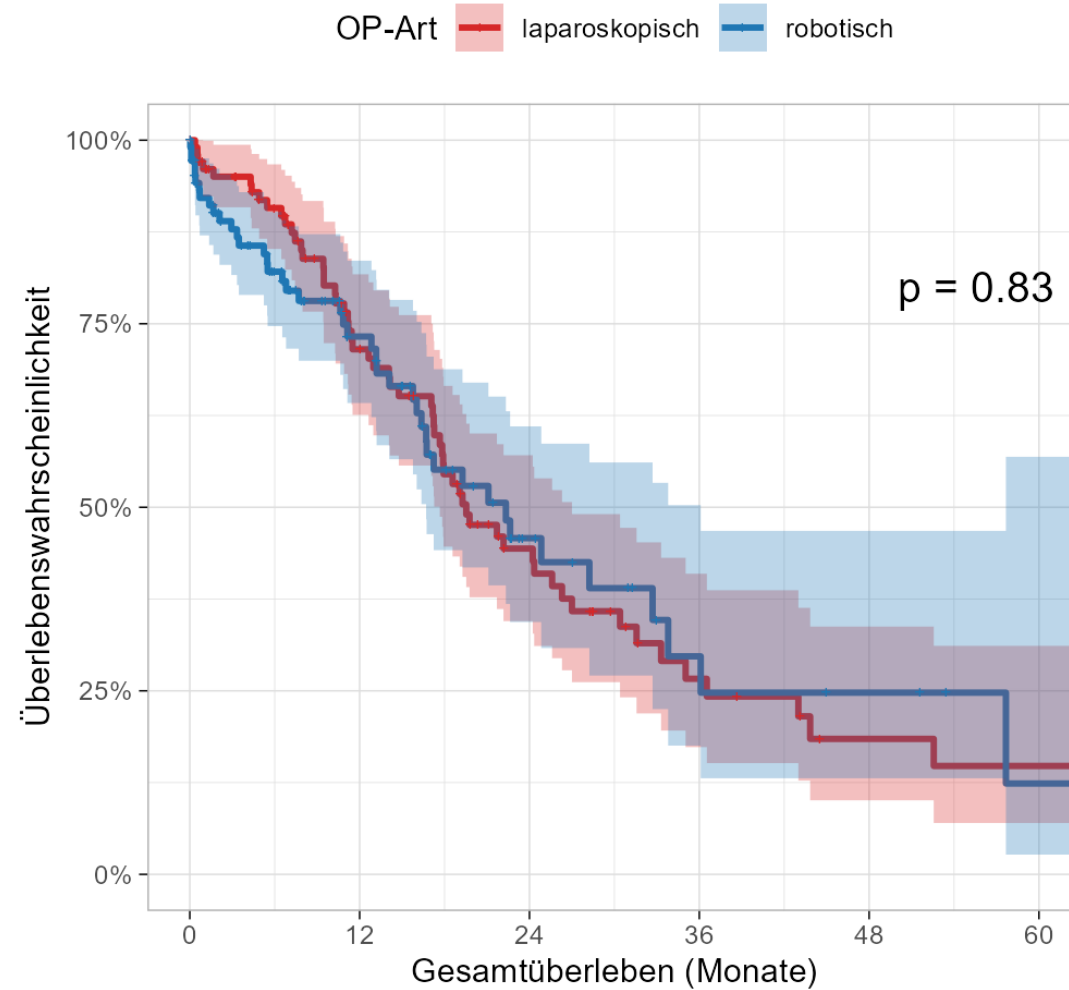 OP-Art laparoskopisch robotisch
100%
75%
50%
25%
0%
p = 0.83
0 12 24 36 48 60
Gesamtüberleben (Monate)
Überlebenswahrscheinlichkeit